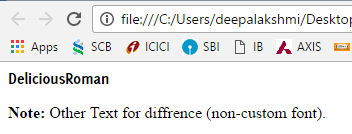 file:///C:/Users/deepalakshmi/Desktop
Apps SCB ICICI SBI IB AXIS
DeliciousRoman
Note: Other Text for diffrence (non-custom font).